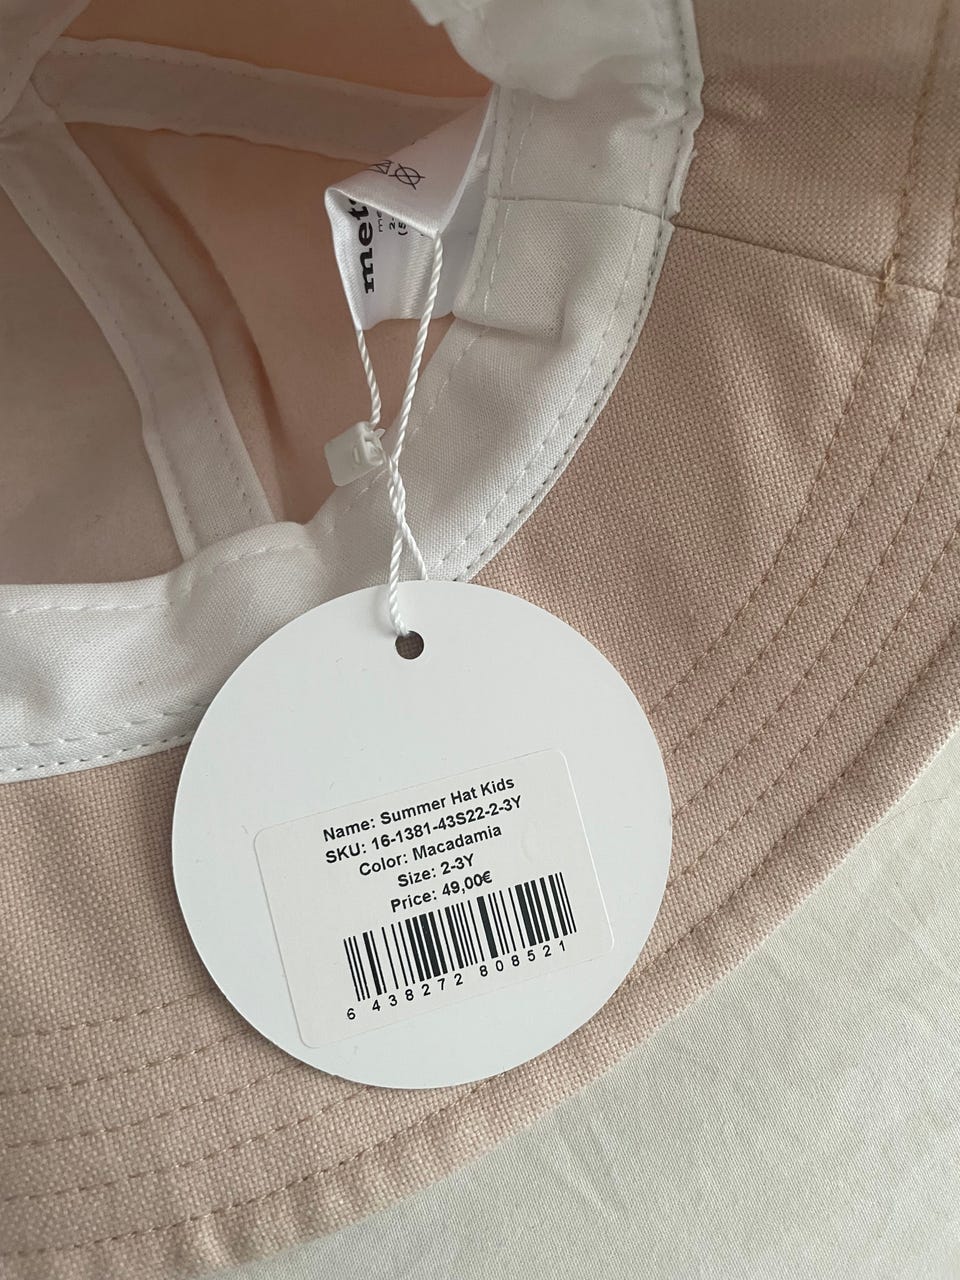 met
Name: Summer Hat Kids
SKU: 16-1381-43S22-2-3Y
Color: Macadamia
Size: 2-3Y
Price: 49,00€
6 438272 808521